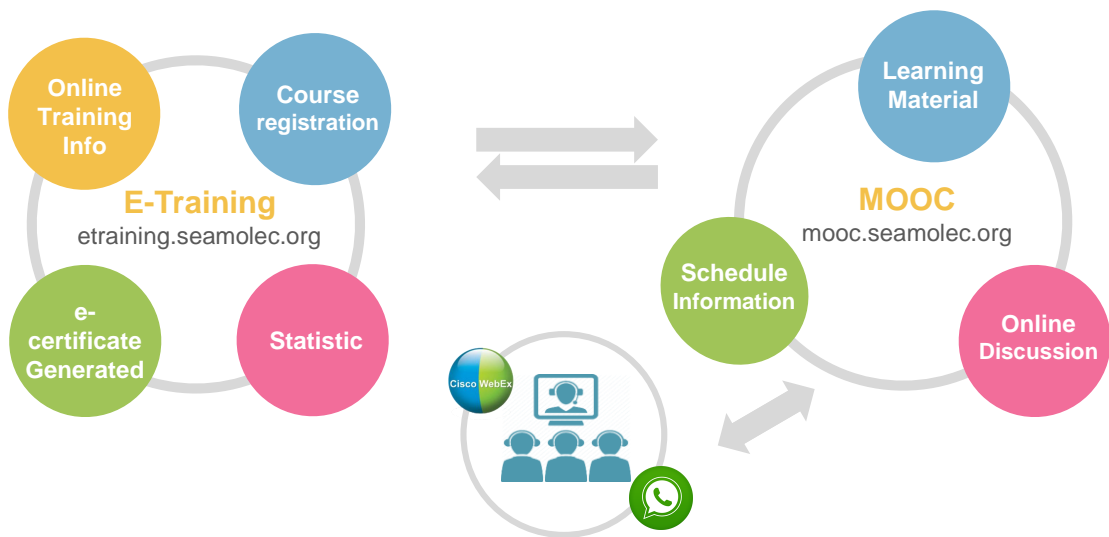 Online
Training
Info
Course
registration
E-Training
etraining.seamolec.org
e-
certificate
Generated
Statistic
Learning
Material
MOOC
mooc.seamolec.org
Schedule
Information
Online
Discussion
Cisco WebEx